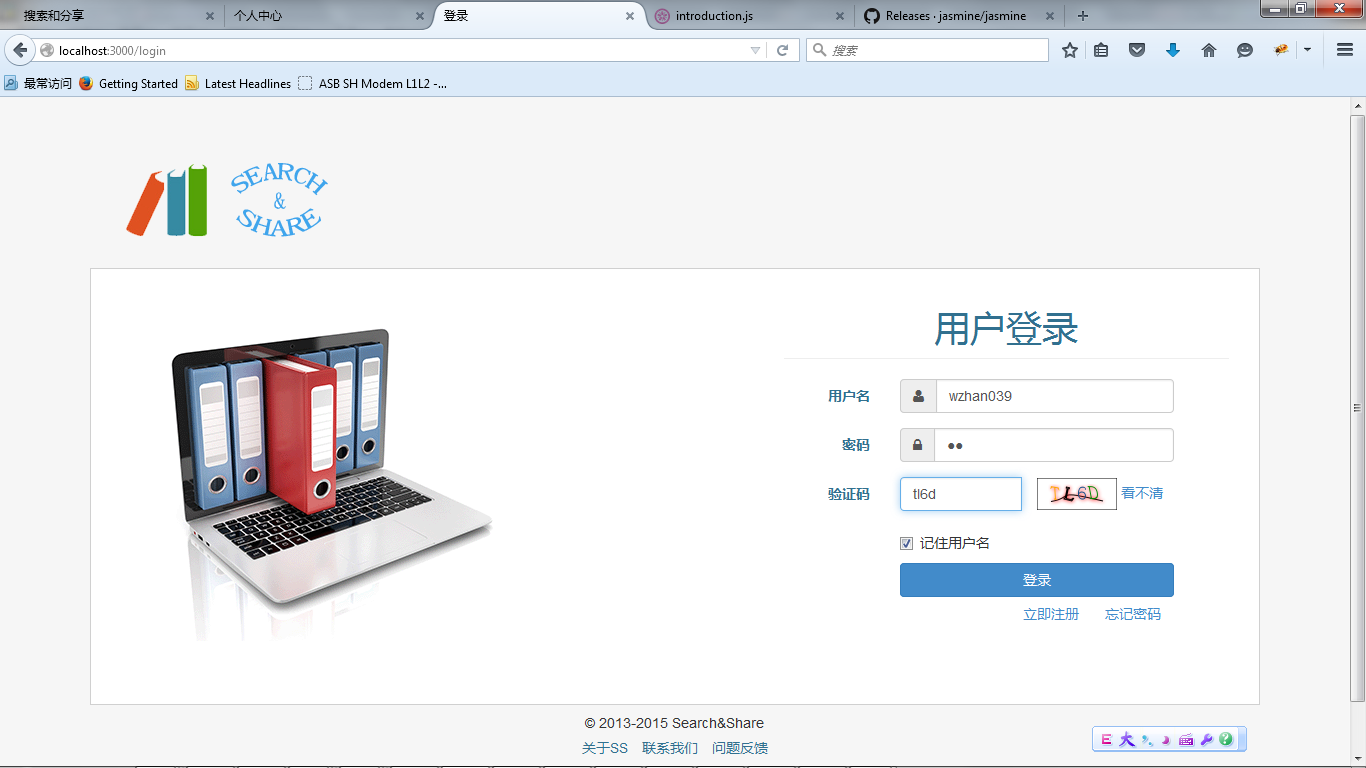 搜索和分享 个人中心 登录 introduction.js Releases · jasmine/jasmine
localhost:3000/login 搜索
最常访问 Getting Started Latest Headlines ASB SH Modem L1L2 -...
SEARCH
&
SHARE
用户登录
用户名 wzhan039
密码 ●●
验证码 tl6d TL6D 看不清
记住用户名
登录
立即注册 忘记密码
© 2013-2015 Search&Share
关于SS 联系我们 问题反馈
E 大